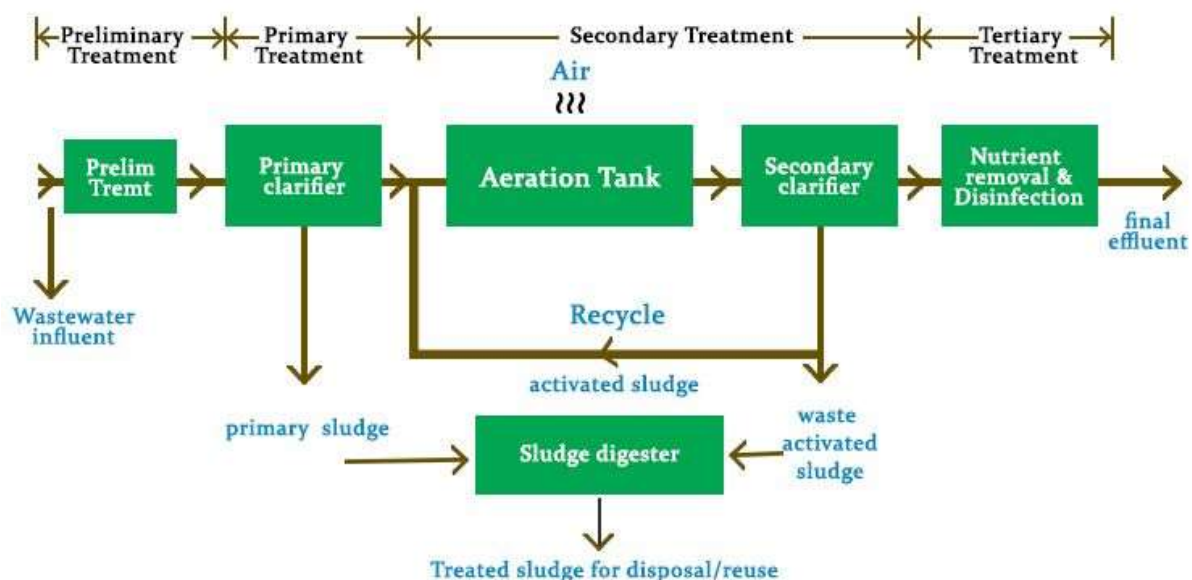 Preliminary
Treatment
Primary
Treatment
Secondary Treatment
Tertiary
Treatment
Air
Prelim
Tremt
Primary
clarifier
Aeration Tank
Secondary
clarifier
Nutrient
removal &
Disinfection
final
effluent
Wastewater
influent
Recycle
activated sludge
primary sludge
Sludge digester
waste
activated
sludge
Treated sludge for disposal/reuse